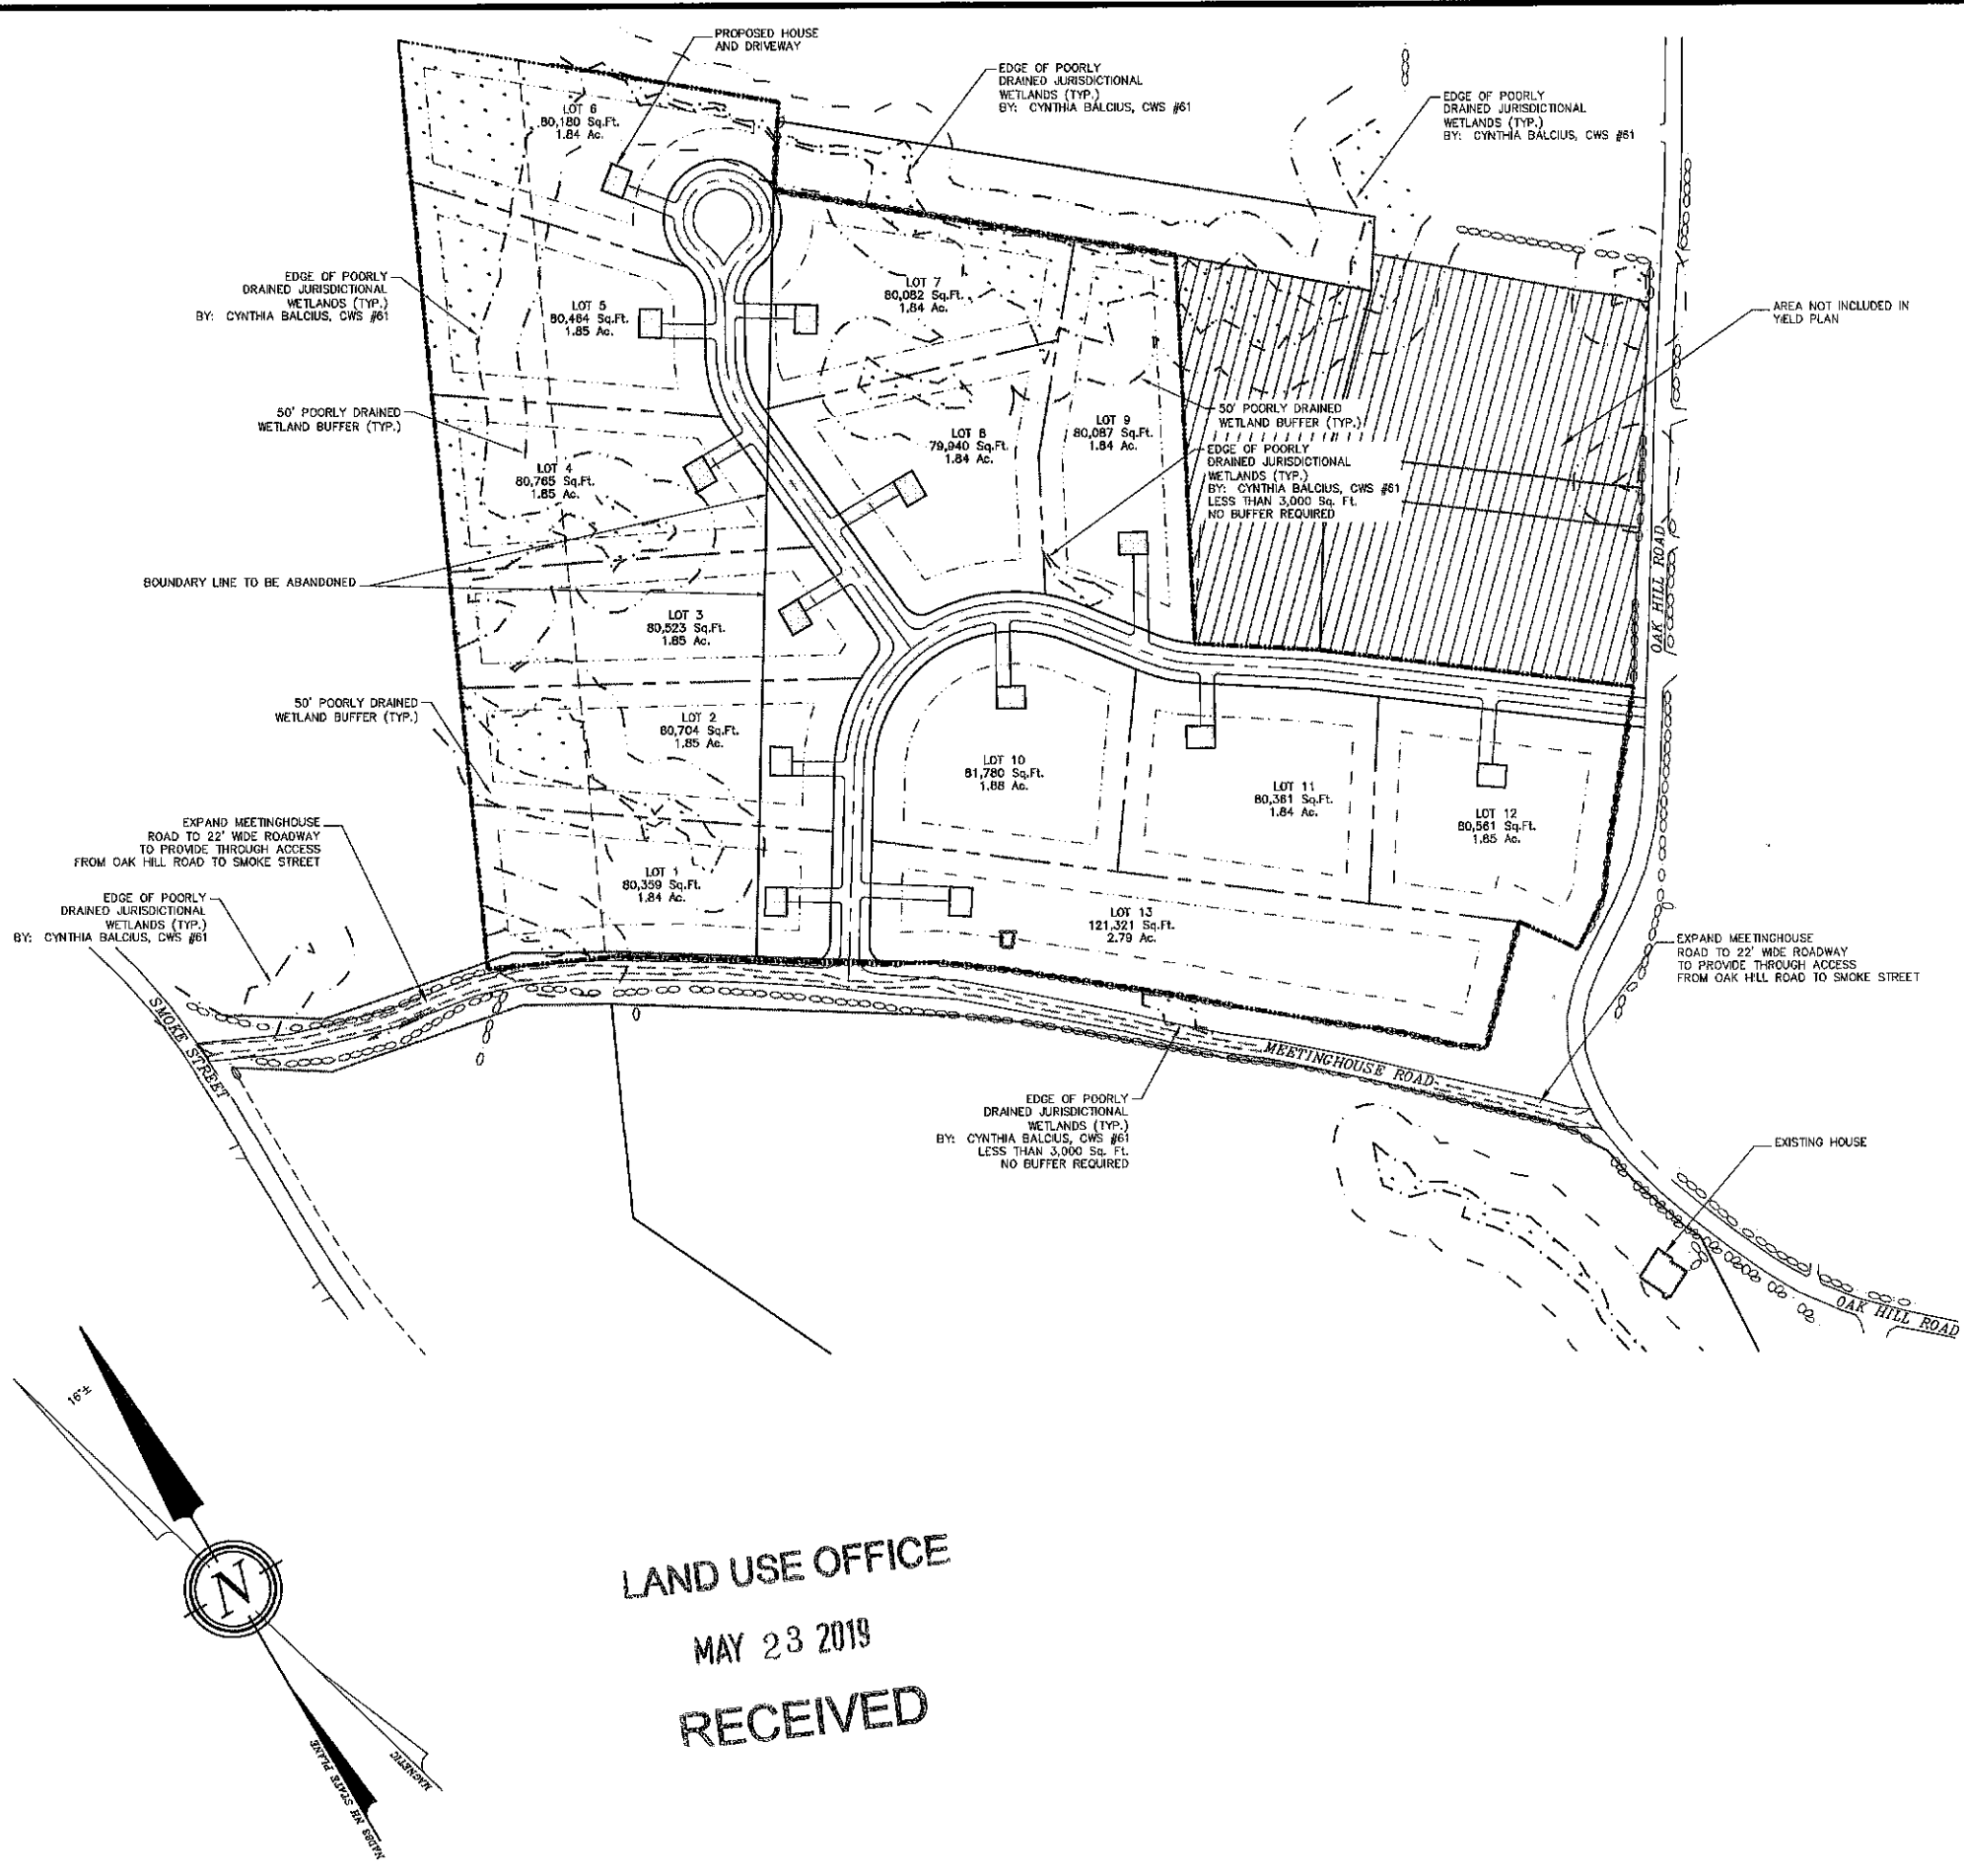 PROPOSED HOUSE
AND DRIVEWAY
EDGE OF POORLY
DRAINED JURISDICTIONAL
WETLANDS (TYP.)
BY: CYNTHIA BALCIUS, CWS #61
EDGE OF POORLY
DRAINED JURISDICTIONAL
WETLANDS (TYP.)
BY: CYNTHIA BALCIUS, CWS #61
LOT 6
80,180 Sq.Ft.
1.84 Ac.
EDGE OF POORLY
DRAINED JURISDICTIONAL
WETLANDS (TYP.)
BY: CYNTHIA BALCIUS, CWS #61
LOT 5
80,464 Sq.Ft.
1.85 Ac.
LOT 7
80,082 Sq.Ft.
1.84 Ac.
AREA NOT INCLUDED IN
YIELD PLAN
50' POORLY DRAINED
WETLAND BUFFER (TYP.)
LOT 4
80,765 Sq.Ft.
1.85 Ac.
LOT 8
79,940 Sq.Ft.
1.84 Ac.
LOT 9
80,087 Sq.Ft.
1.84 Ac.
50' POORLY DRAINED
WETLAND BUFFER (TYP.)
EDGE OF POORLY
DRAINED JURISDICTIONAL
WETLANDS (TYP.)
BY: CYNTHIA BALCIUS, CWS #61
LESS THAN 3,000 Sq. Ft.
NO BUFFER REQUIRED
OAK HILL ROAD
BOUNDARY LINE TO BE ABANDONED
LOT 3
80,523 Sq.Ft.
1.85 Ac.
50' POORLY DRAINED
WETLAND BUFFER (TYP.)
LOT 2
80,704 Sq.Ft.
1.85 Ac.
LOT 10
81,780 Sq.Ft.
1.88 Ac.
LOT 11
80,361 Sq.Ft.
1.84 Ac.
LOT 12
80,561 Sq.Ft.
1.85 Ac.
EXPAND MEETINGHOUSE
ROAD TO 22' WIDE ROADWAY
TO PROVIDE THROUGH ACCESS
FROM OAK HILL ROAD TO SMOKE STREET
LOT 1
80,359 Sq.Ft.
1.84 Ac.
EDGE OF POORLY
DRAINED JURISDICTIONAL
WETLANDS (TYP.)
BY: CYNTHIA BALCIUS, CWS #61
LOT 13
121,321 Sq.Ft.
2.79 Ac.
EXPAND MEETINGHOUSE
ROAD TO 22' WIDE ROADWAY
TO PROVIDE THROUGH ACCESS
FROM OAK HILL ROAD TO SMOKE STREET
SMOKE STREET
MEETINGHOUSE ROAD
EDGE OF POORLY
DRAINED JURISDICTIONAL
WETLANDS (TYP.)
BY: CYNTHIA BALCIUS, CWS #61
LESS THAN 3,000 Sq. Ft.
NO BUFFER REQUIRED
EXISTING HOUSE
OAK HILL ROAD
16°±
N
MAGNETIC
NAD83 NH STATE PLANE
LAND USE OFFICE
MAY 23 2019
RECEIVED